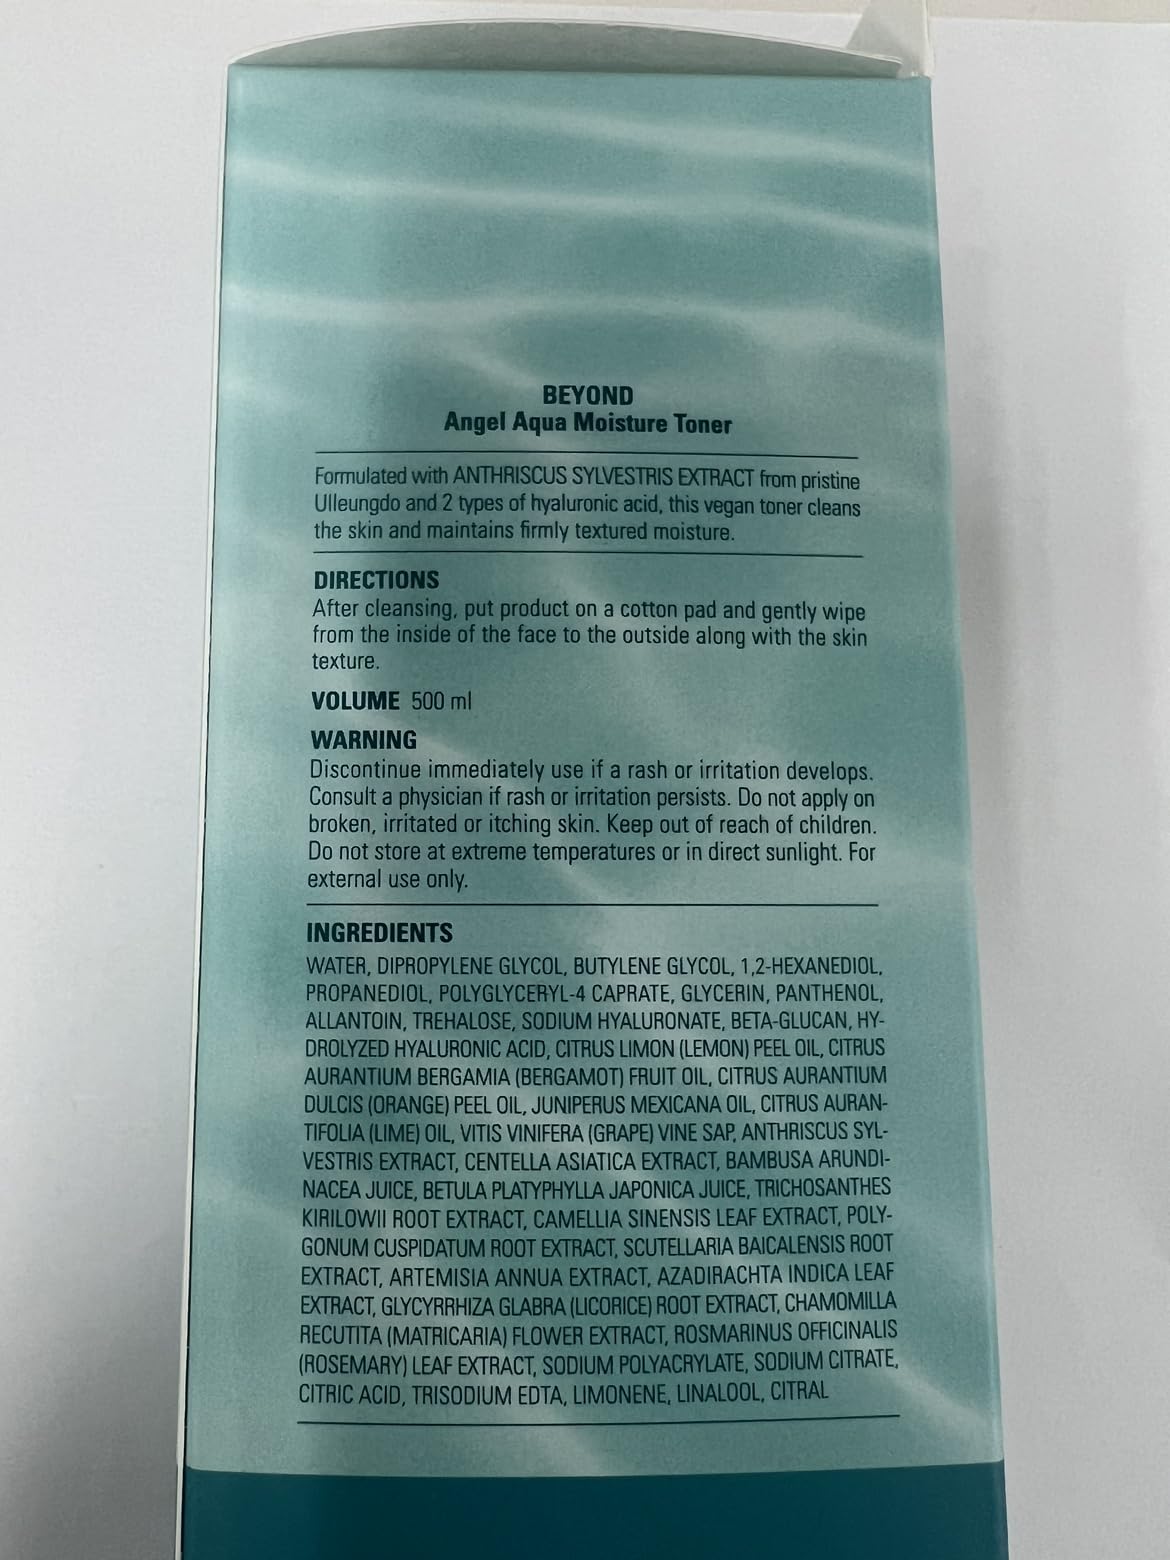 BEYOND
Angel Aqua Moisture Toner
Formulated with ANTHRISCUS SYLVESTRIS EXTRACT from pristine
Ulleungdo and 2 types of hyaluronic acid, this vegan toner cleans
the skin and maintains firmly textured moisture.
DIRECTIONS
After cleansing, put product on a cotton pad and gently wipe
from the inside of the face to the outside along with the skin
texture.
VOLUME 500 ml
WARNING
Discontinue immediately use if a rash or irritation develops.
Consult a physician if rash or irritation persists. Do not apply on
broken, irritated or itching skin. Keep out of reach of children.
Do not store at extreme temperatures or in direct sunlight. For
external use only.
INGREDIENTS
WATER, DIPROPYLENE GLYCOL, BUTYLENE GLYCOL, 1,2-HEXANEDIOL,
PROPANEDIOL, POLYGLYCERYL-4 CAPRATE, GLYCERIN, PANTHENOL,
ALLANTOIN, TREHALOSE, SODIUM HYALURONATE, BETA-GLUCAN, HY-
DROLYZED HYALURONIC ACID, CITRUS LIMON (LEMON) PEEL OIL, CITRUS
AURANTIUM BERGAMIA (BERGAMOT) FRUIT OIL, CITRUS AURANTIUM
DULCIS (ORANGE) PEEL OIL, JUNIPERUS MEXICANA OIL, CITRUS AURAN-
TIFOLIA (LIME) OIL, VITIS VINIFERA (GRAPE) VINE SAP, ANTHRISCUS SYL-
VESTRIS EXTRACT, CENTELLA ASIATICA EXTRACT, BAMBUSA ARUNDI-
NACEA JUICE, BETULA PLATYPHYLLA JAPONICA JUICE, TRICHOSANTHES
KIRILOWII ROOT EXTRACT, CAMELLIA SINENSIS LEAF EXTRACT, POLY-
GONUM CUSPIDATUM ROOT EXTRACT, SCUTELLARIA BAICALENSIS ROOT
EXTRACT, ARTEMISIA ANNUA EXTRACT, AZADIRACHTA INDICA LEAF
EXTRACT, GLYCYRRHIZA GLABRA (LICORICE) ROOT EXTRACT, CHAMOMILLA
RECUTITA (MATRICARIA) FLOWER EXTRACT, ROSMARINUS OFFICINALIS
(ROSEMARY) LEAF EXTRACT, SODIUM POLYACRYLATE, SODIUM CITRATE,
CITRIC ACID, TRISODIUM EDTA, LIMONENE, LINALOOL, CITRAL